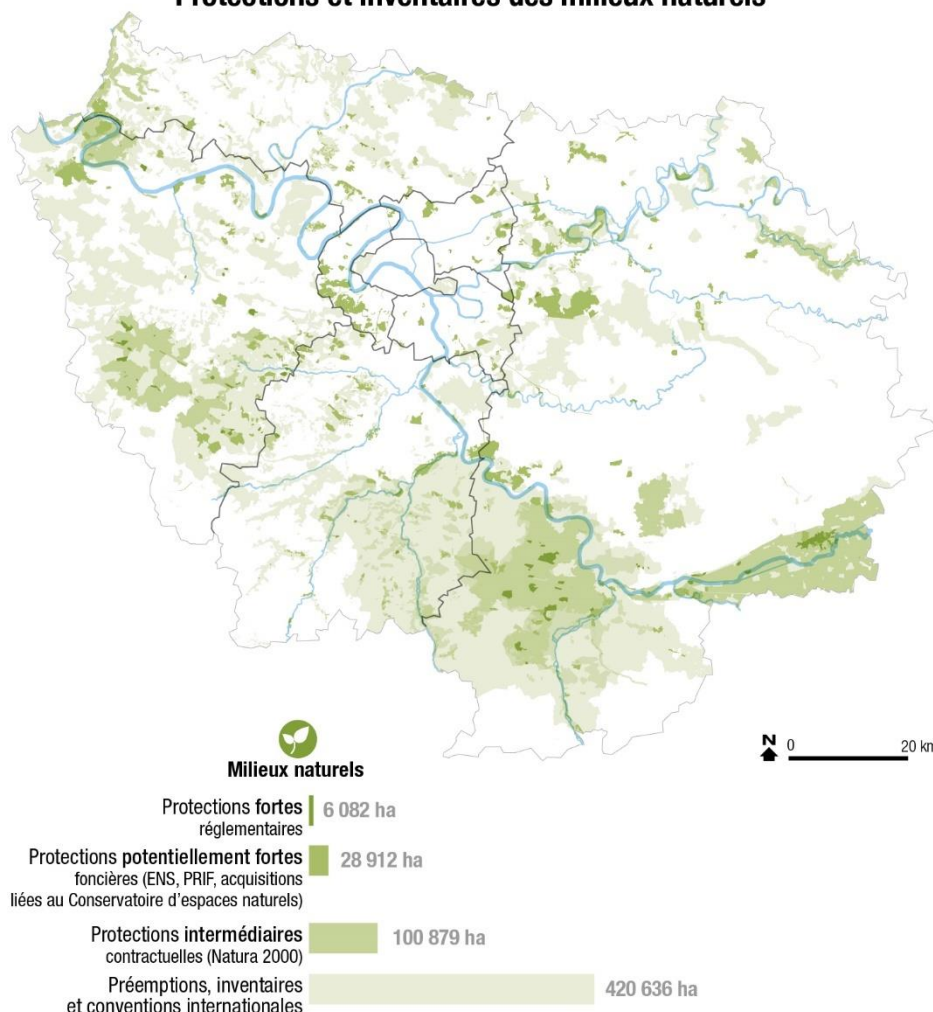 Protections et inventaires des milieux naturels
N
0
20 km
Milieux naturels
Protections fortes
réglementaires
6 082 ha
Protections potentiellement fortes
foncières (ENS, PRIF, acquisitions
liées au Conservatoire d'espaces naturels)
28 912 ha
Protections intermédiaires
contractuelles (Natura 2000)
100 879 ha
Préemptions, inventaires
et conventions internationales
420 636 ha